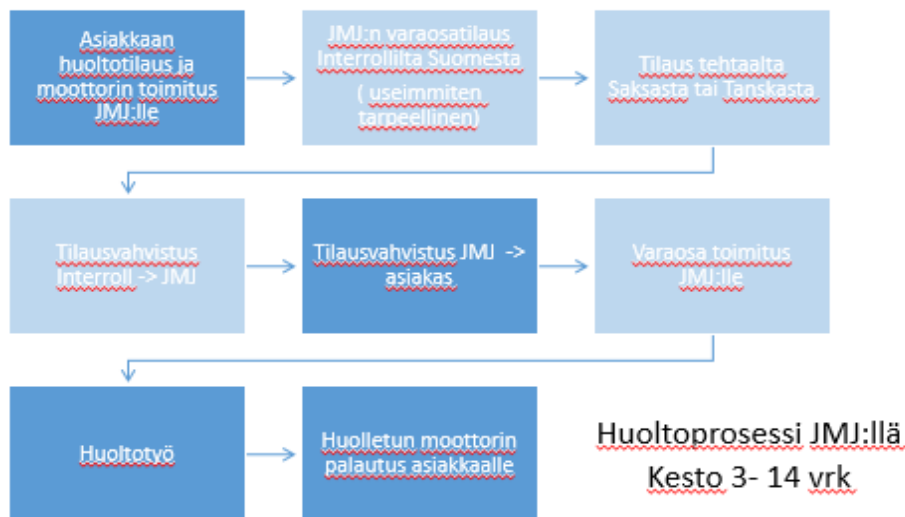 Asiakkaan
huoltotilaus ja
moottorin toimitus
JMJ:lle
JMJ:n varaosatilaus
Interrollilta Suomesta
( useimmiten
tarpeellinen)
Tilaus tehtaalta
Saksasta tai Tanskasta
Tilausvahvistus
Interroll -> JMJ
Tilausvahvistus JMJ ->
asiakas
Varaosa toimitus
JMJ:lle
Huoltotyö
Huolletun moottorin
palautus asiakkaalle
Huoltoprosessi JMJ:llä
Kesto 3- 14 vrk